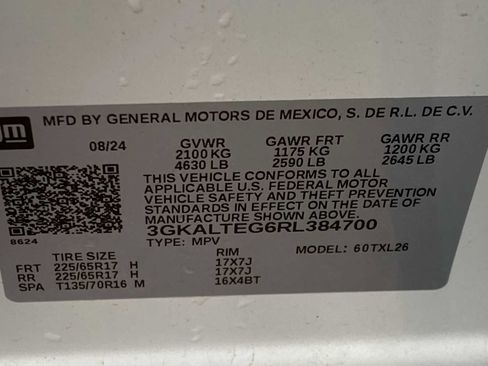 gm MFD BY GENERAL MOTORS DE MEXICO, S. DE R.L. DE C.V.
08/24 GVWR GAWR FRT GAWR RR
2100 KG 1175 KG 1200 KG
4630 LB 2590 LB 2645 LB
THIS VEHICLE CONFORMS TO ALL
APPLICABLE U.S. FEDERAL MOTOR
VEHICLE SAFETY AND THEFT PREVENTION
STANDARDS IN EFFECT ON THE DATE OF
MANUFACTURE SHOWN ABOVE.
3GKALTEG6RL384700
8624 TYPE: MPV MODEL: 60TXL26
TIRE SIZE RIM
FRT 225/65R17 H 17X7J
RR 225/65R17 H 17X7J
SPA T135/70R16 M 16X4BT